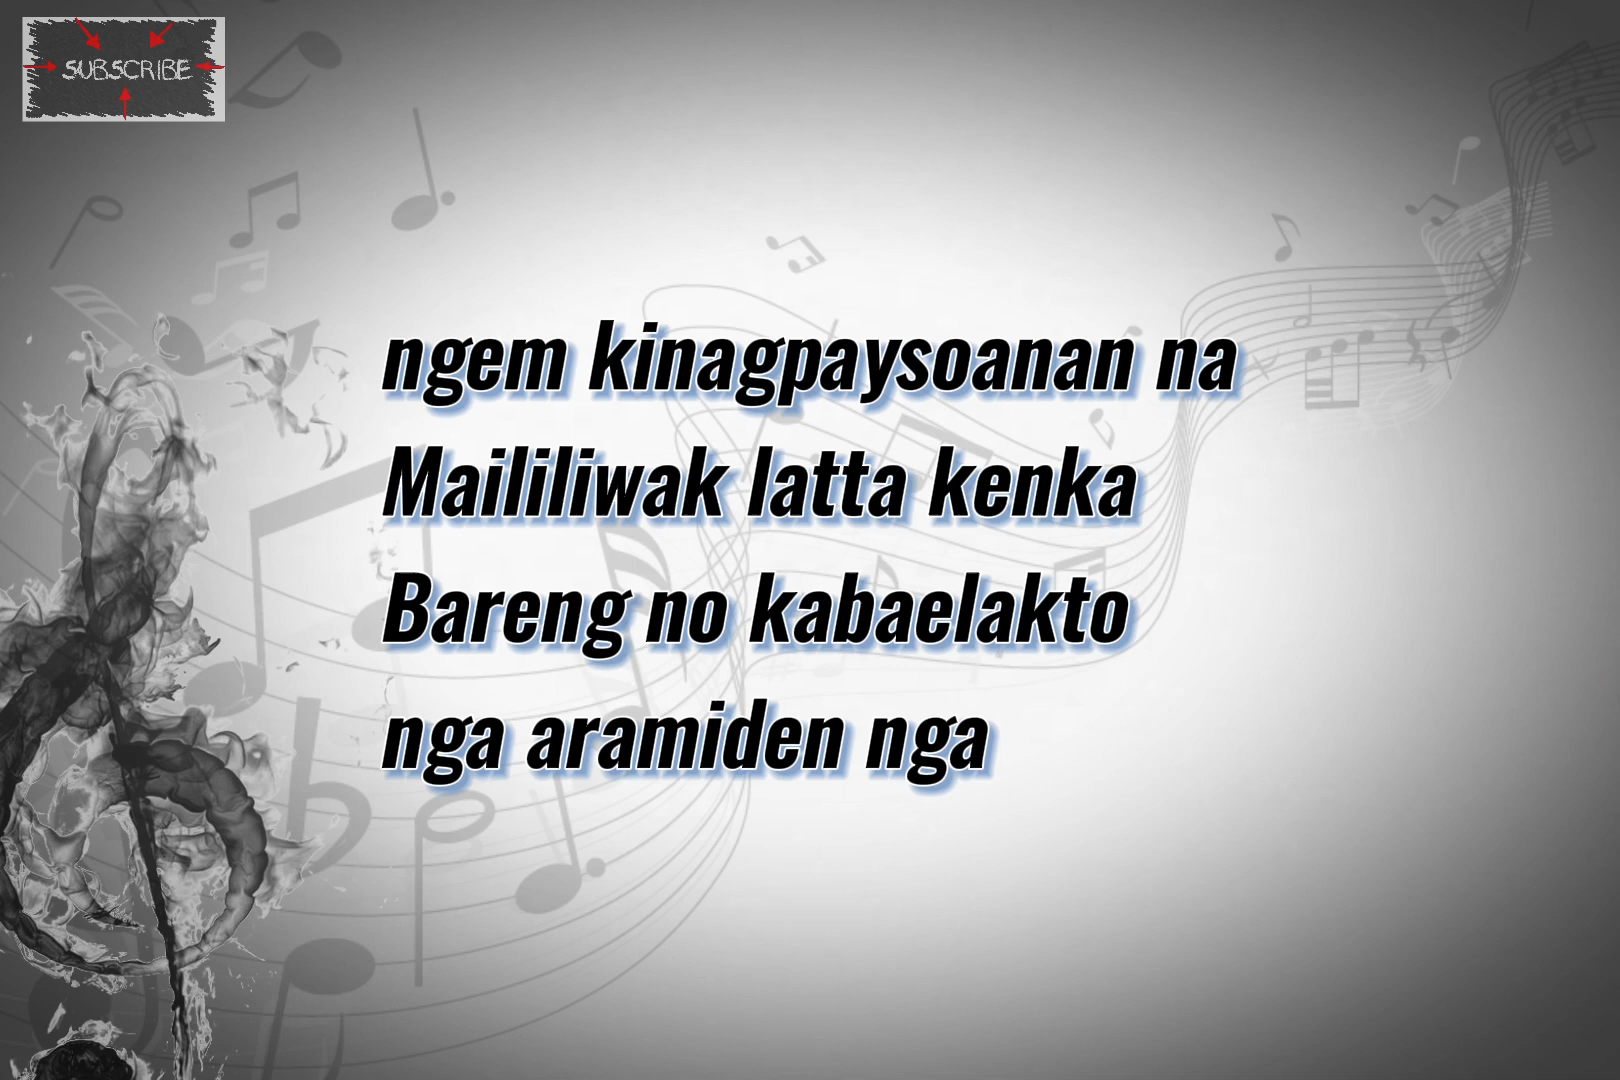 SUBSCRIBE
ngem kinagpaysoanan na
Maililiwak latta kenka
Bareng no kabaelakto
nga aramiden nga